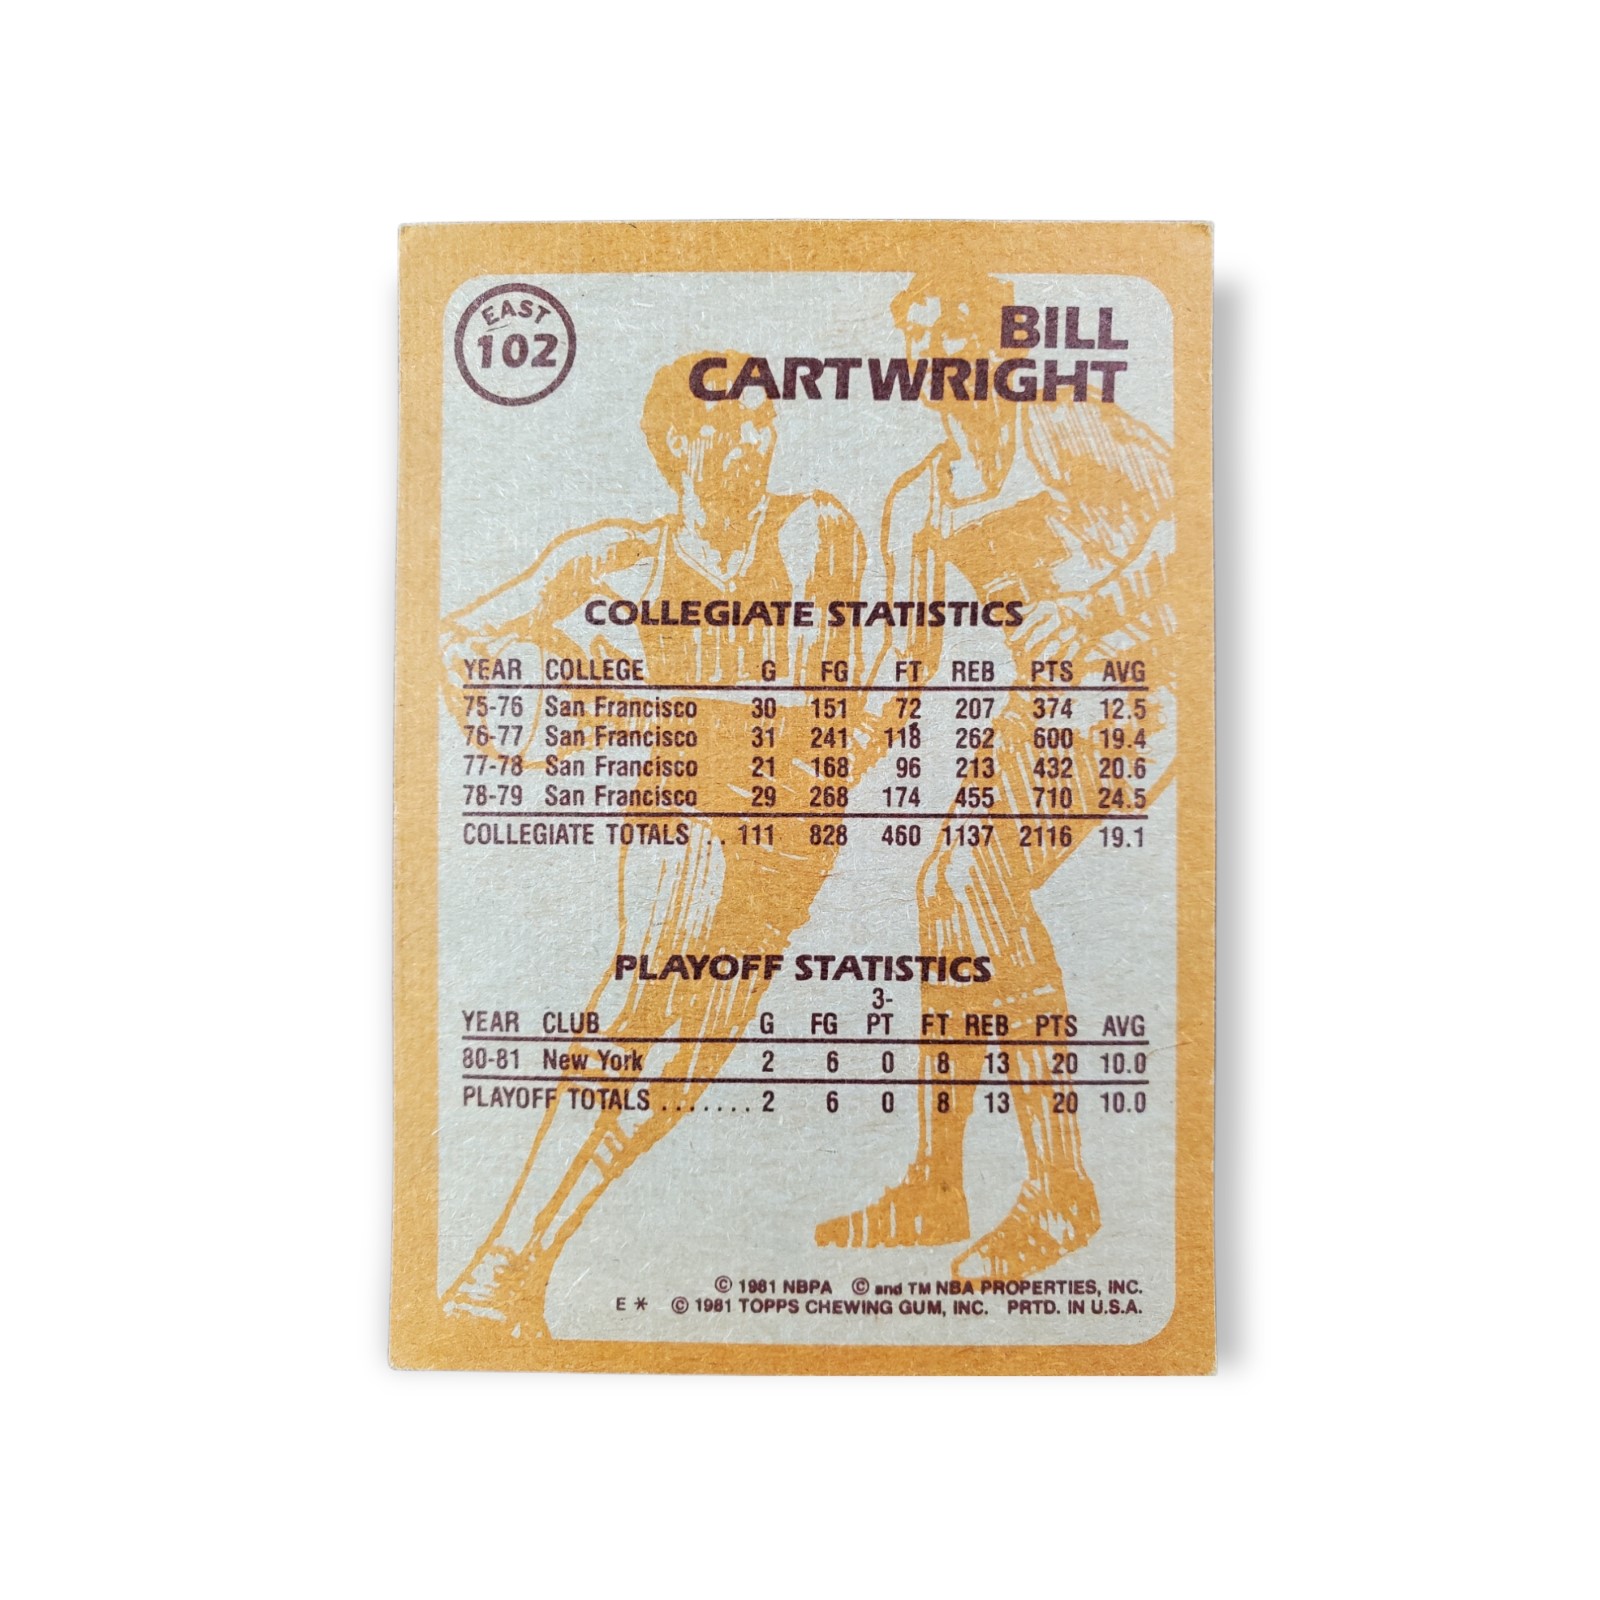 EAST
102
BILL
CARTWRIGHT
COLLEGIATE STATISTICS
YEAR COLLEGE G FG FT REB PTS AVG
75-76 San Francisco 30 151 72 207 374 12.5
76-77 San Francisco 31 241 118 262 600 19.4
77-78 San Francisco 21 168 96 213 432 20.6
78-79 San Francisco 29 268 174 455 710 24.5
COLLEGIATE TOTALS .. 111 828 460 1137 2116 19.1
PLAYOFF STATISTICS
3-
YEAR CLUB G FG PT FT REB PTS AVG
80-81 New York 2 6 0 8 13 20 10.0
PLAYOFF TOTALS ....... 2 6 0 8 13 20 10.0
© 1981 NBPA © and TM NBA PROPERTIES, INC.
E * © 1981 TOPPS CHEWING GUM, INC. PRTD. IN U.S.A.